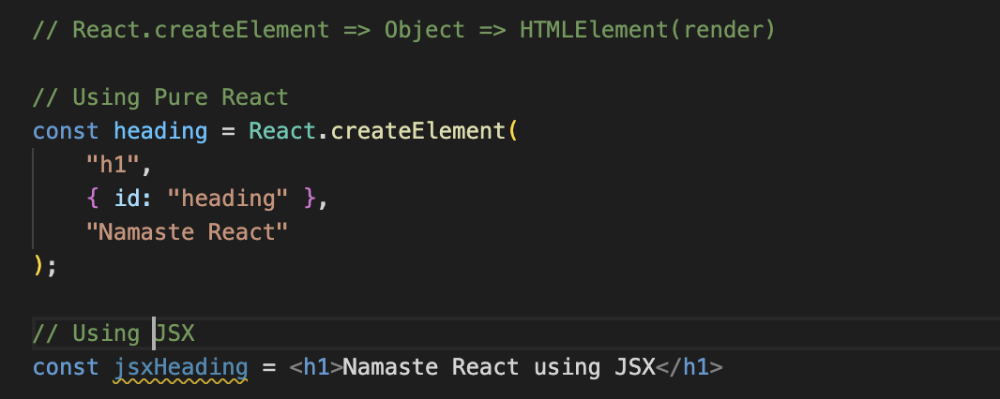 // React.createElement => Object => HTMLElement(render)
// Using Pure React
const heading = React.createElement(
"h1",
{ id: "heading" },
"Namaste React"
);
// Using JSX
const jsxHeading = <h1>Namaste React using JSX</h1>